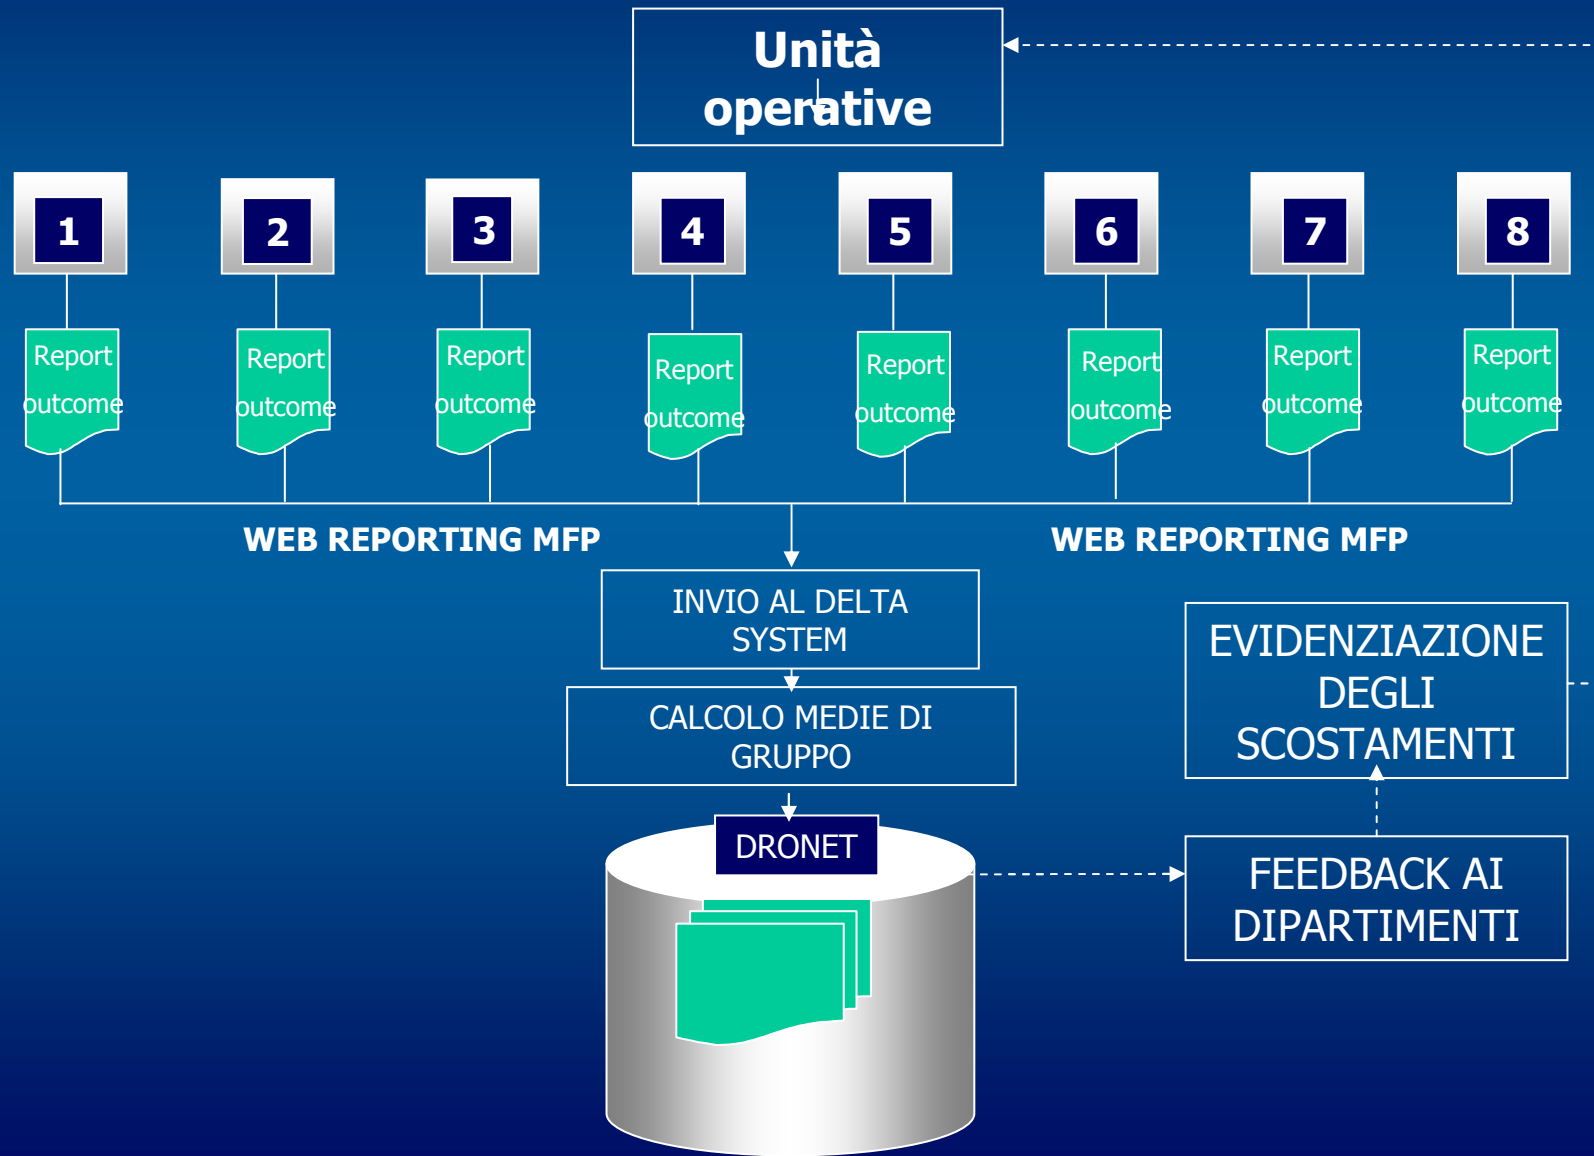 Unità
operative
1 2 3 4 5 6 7 8
Report Report Report Report Report Report Report Report
outcome outcome outcome outcome outcome outcome outcome outcome
WEB REPORTING MFP WEB REPORTING MFP
INVIO AL DELTA
SYSTEM
CALCOLO MEDIE DI
GRUPPO
DRONET
EVIDENZIAZIONE
DEGLI
SCOSTAMENTI
FEEDBACK AI
DIPARTIMENTI